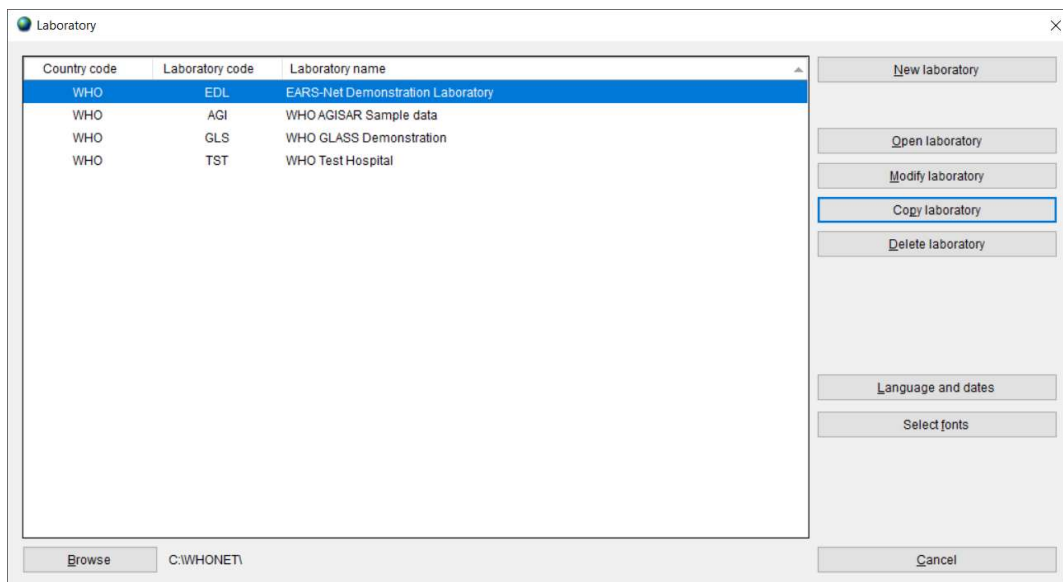 Laboratory
Country code Laboratory code Laboratory name
WHO EDL EARS-Net Demonstration Laboratory
WHO AGI WHO AGISAR Sample data
WHO GLS WHO GLASS Demonstration
WHO TST WHO Test Hospital
New laboratory
Open laboratory
Modify laboratory
Copy laboratory
Delete laboratory
Language and dates
Select fonts
Browse C:\WHONET\
Cancel